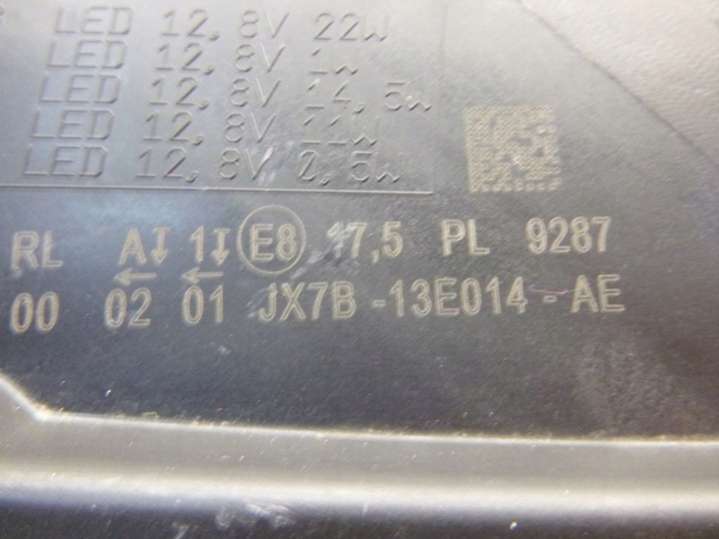 LED 12,8V 22W
LED 12,8V 1W
LED 12,8V 14,5W
LED 12,8V 11W
LED 12,8V 0,5W
RL A↓ 1↓ E8 17,5 PL 9287
← ←
00 02 01 JX7B-13E014-AE